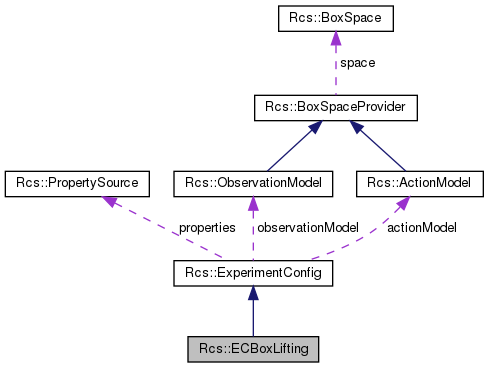 Rcs::BoxSpace
space
Rcs::BoxSpaceProvider
Rcs::PropertySource
Rcs::ObservationModel
Rcs::ActionModel
properties
observationModel
actionModel
Rcs::ExperimentConfig
Rcs::ECBoxLifting